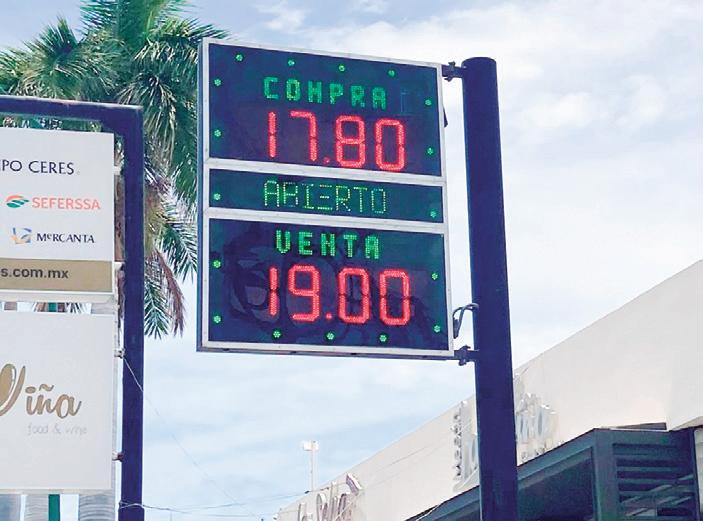 COMPRA
17.80
ABIERTO
VENTA
19.00
PO CERES
SEFERSSA
MERCANTA
s.com.mx
Viña
food & wine